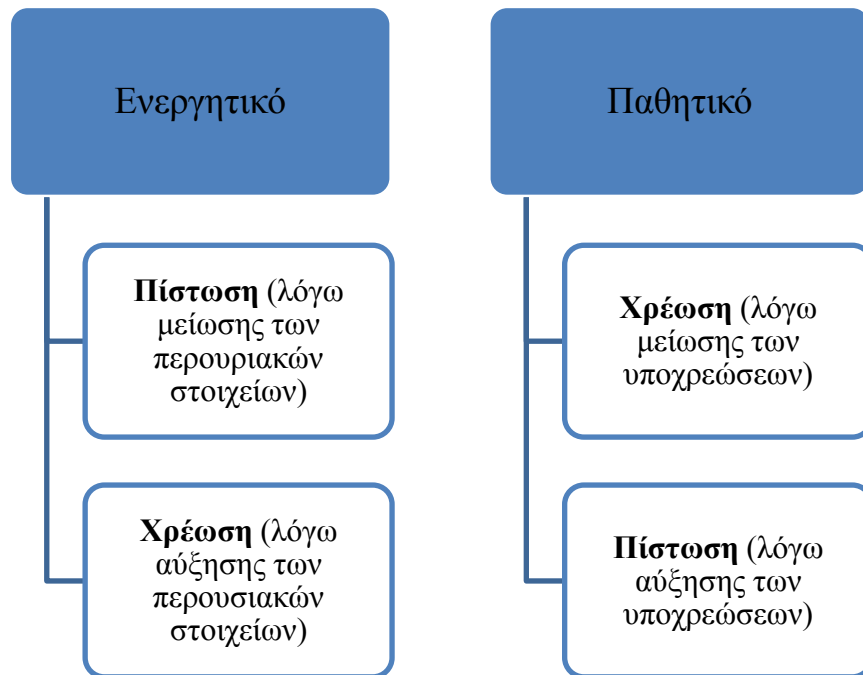 Ενεργητικό
Πίστωση (λόγω
μείωσης των
περουριακών
στοιχείων)
Χρέωση (λόγω
αύξησης των
περουσιακών
στοιχείων)
Παθητικό
Χρέωση (λόγω
μείωσης των
υποχρεώσεων)
Πίστωση (λόγω
αύξησης των
υποχρεώσεων)